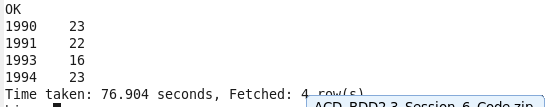 OK
1990    23
1991    22
1993    16
1994    23
Time taken: 76.904 seconds, Fetched: 4 row(s)
ACD_BDD2.3_Session_6_Code.zip